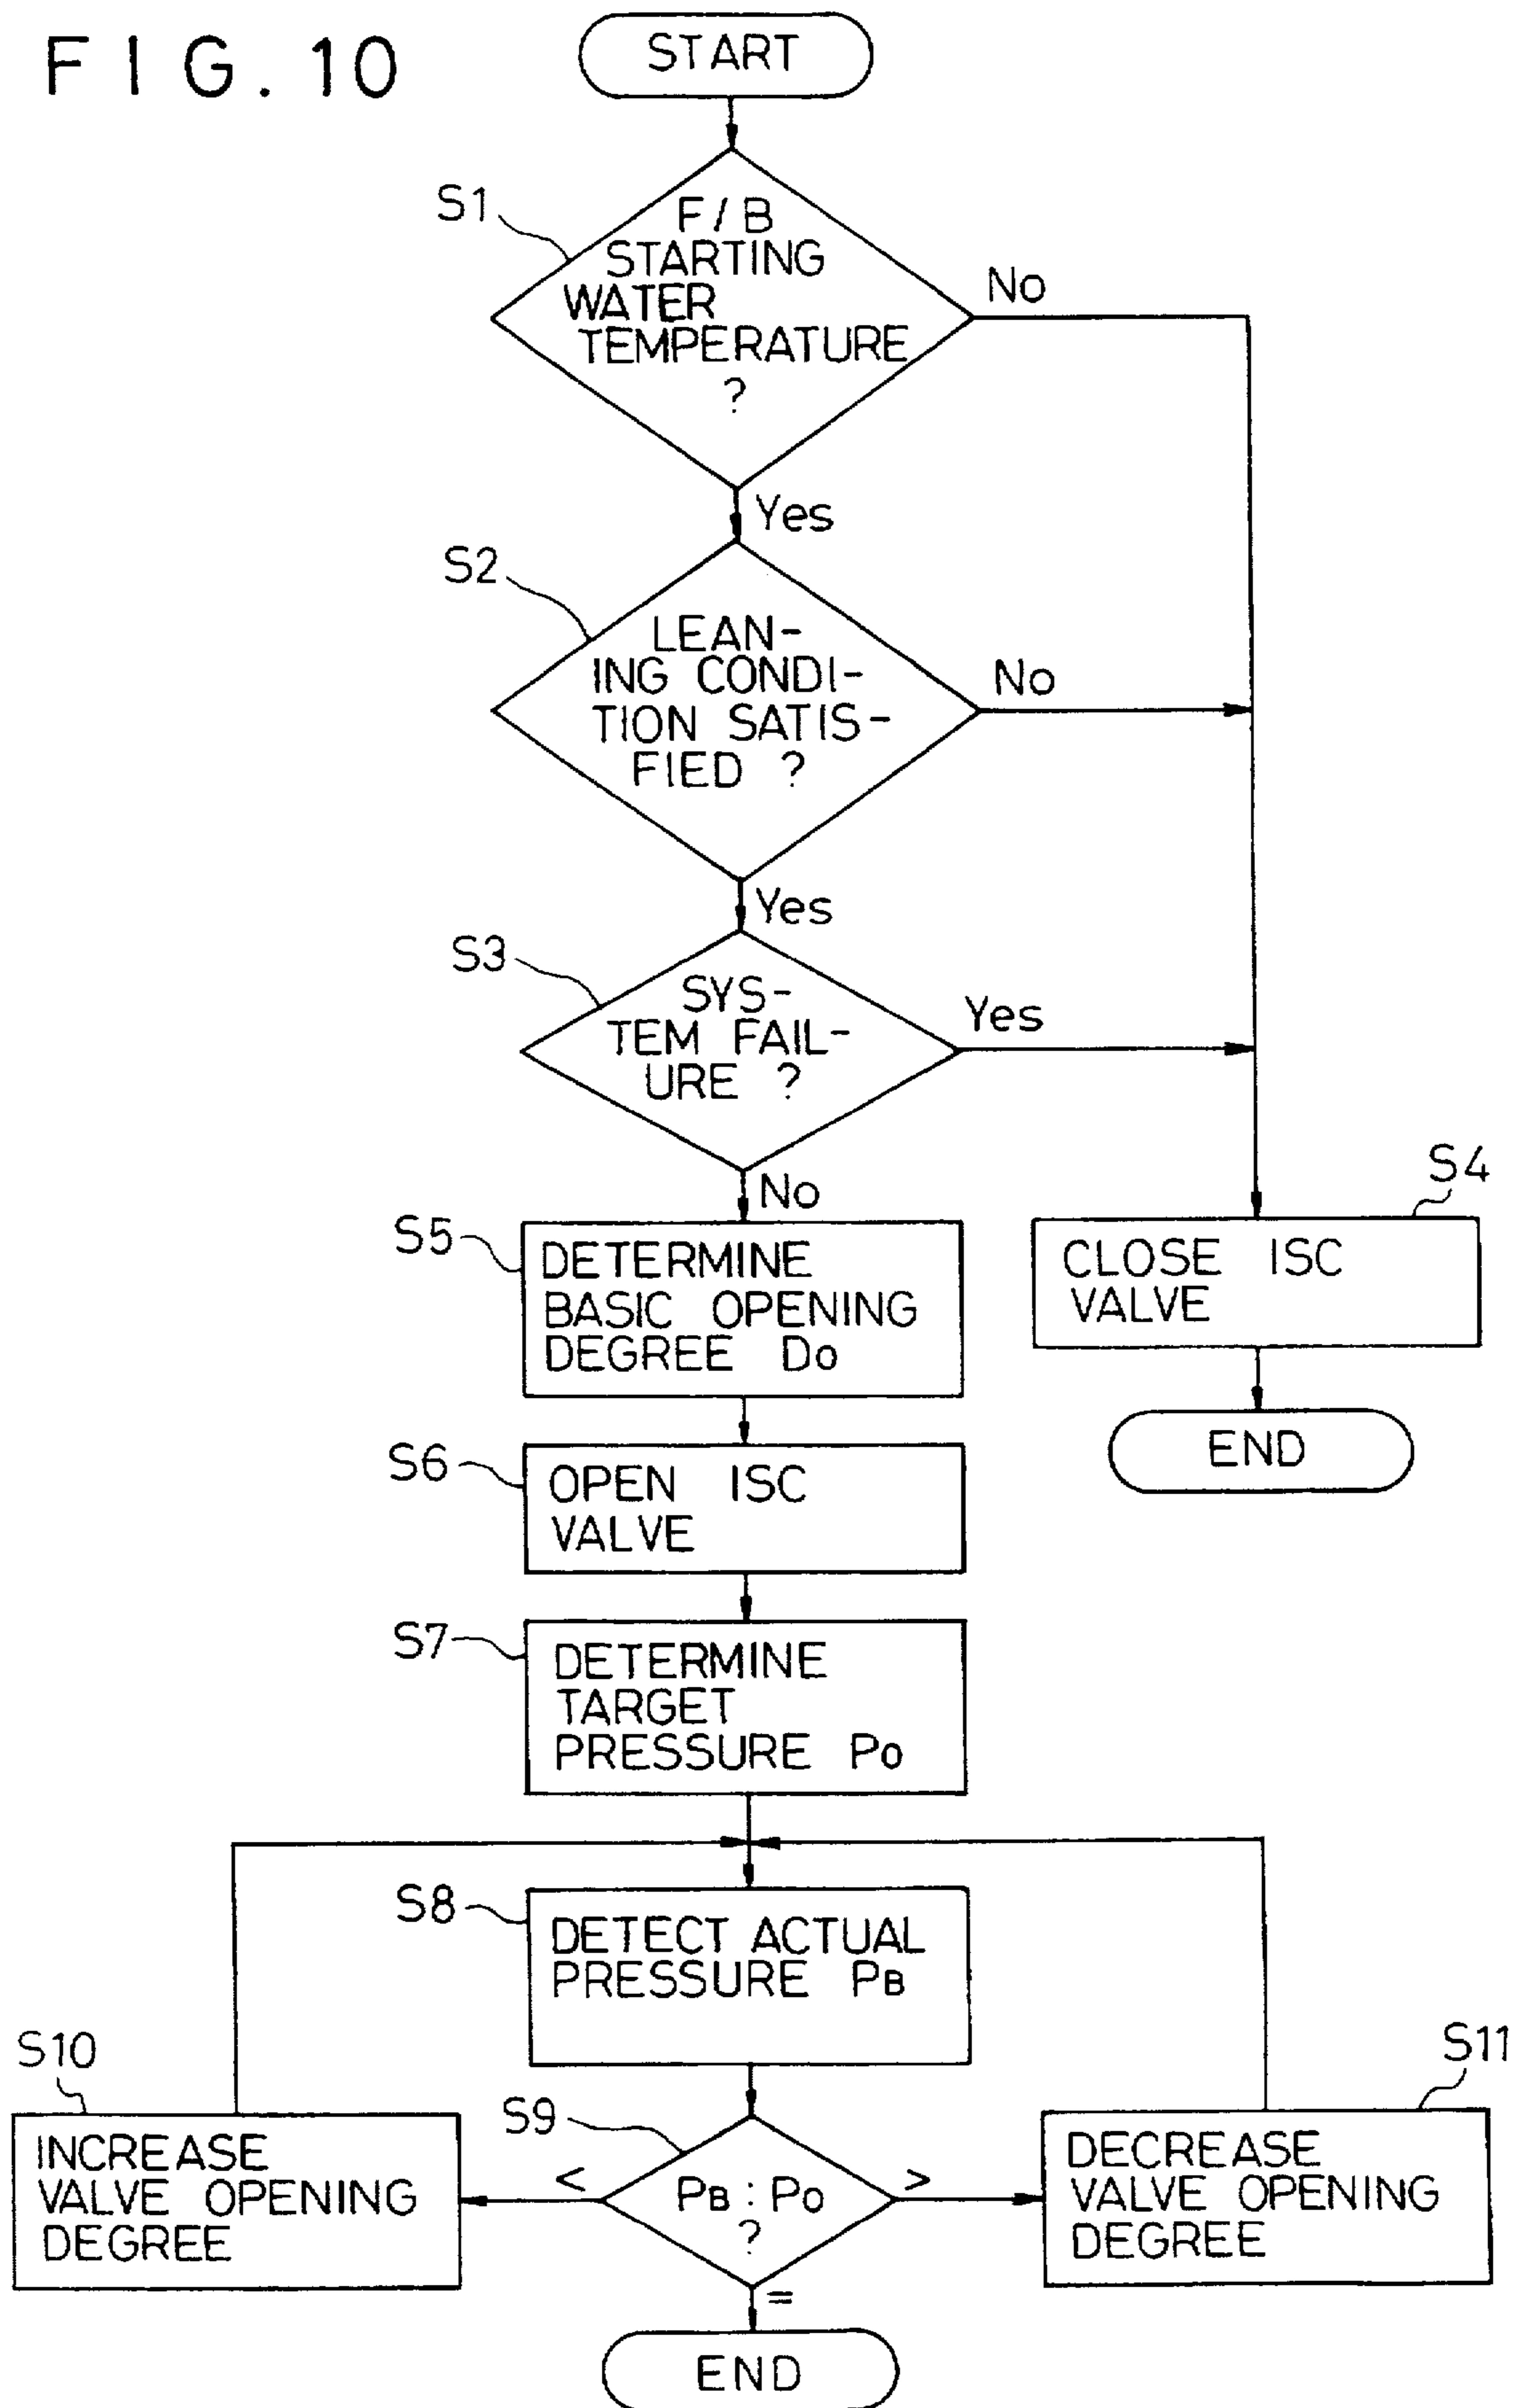 FIG. 10
START
S1
F/B
STARTING
WATER
TEMPERATURE
?
No
Yes
S2
LEAN-
ING CONDI-
TION SATIS-
FIED ?
No
Yes
S3
SYS-
TEM FAIL-
URE ?
Yes
No
S4
CLOSE ISC
VALVE
END
S5
DETERMINE
BASIC OPENING
DEGREE Do
S6
OPEN ISC
VALVE
S7
DETERMINE
TARGET
PRESSURE Po
S8
DETECT ACTUAL
PRESSURE PB
S9
PB : Po
?
<
>
=
S10
INCREASE
VALVE OPENING
DEGREE
S11
DECREASE
VALVE OPENING
DEGREE
END